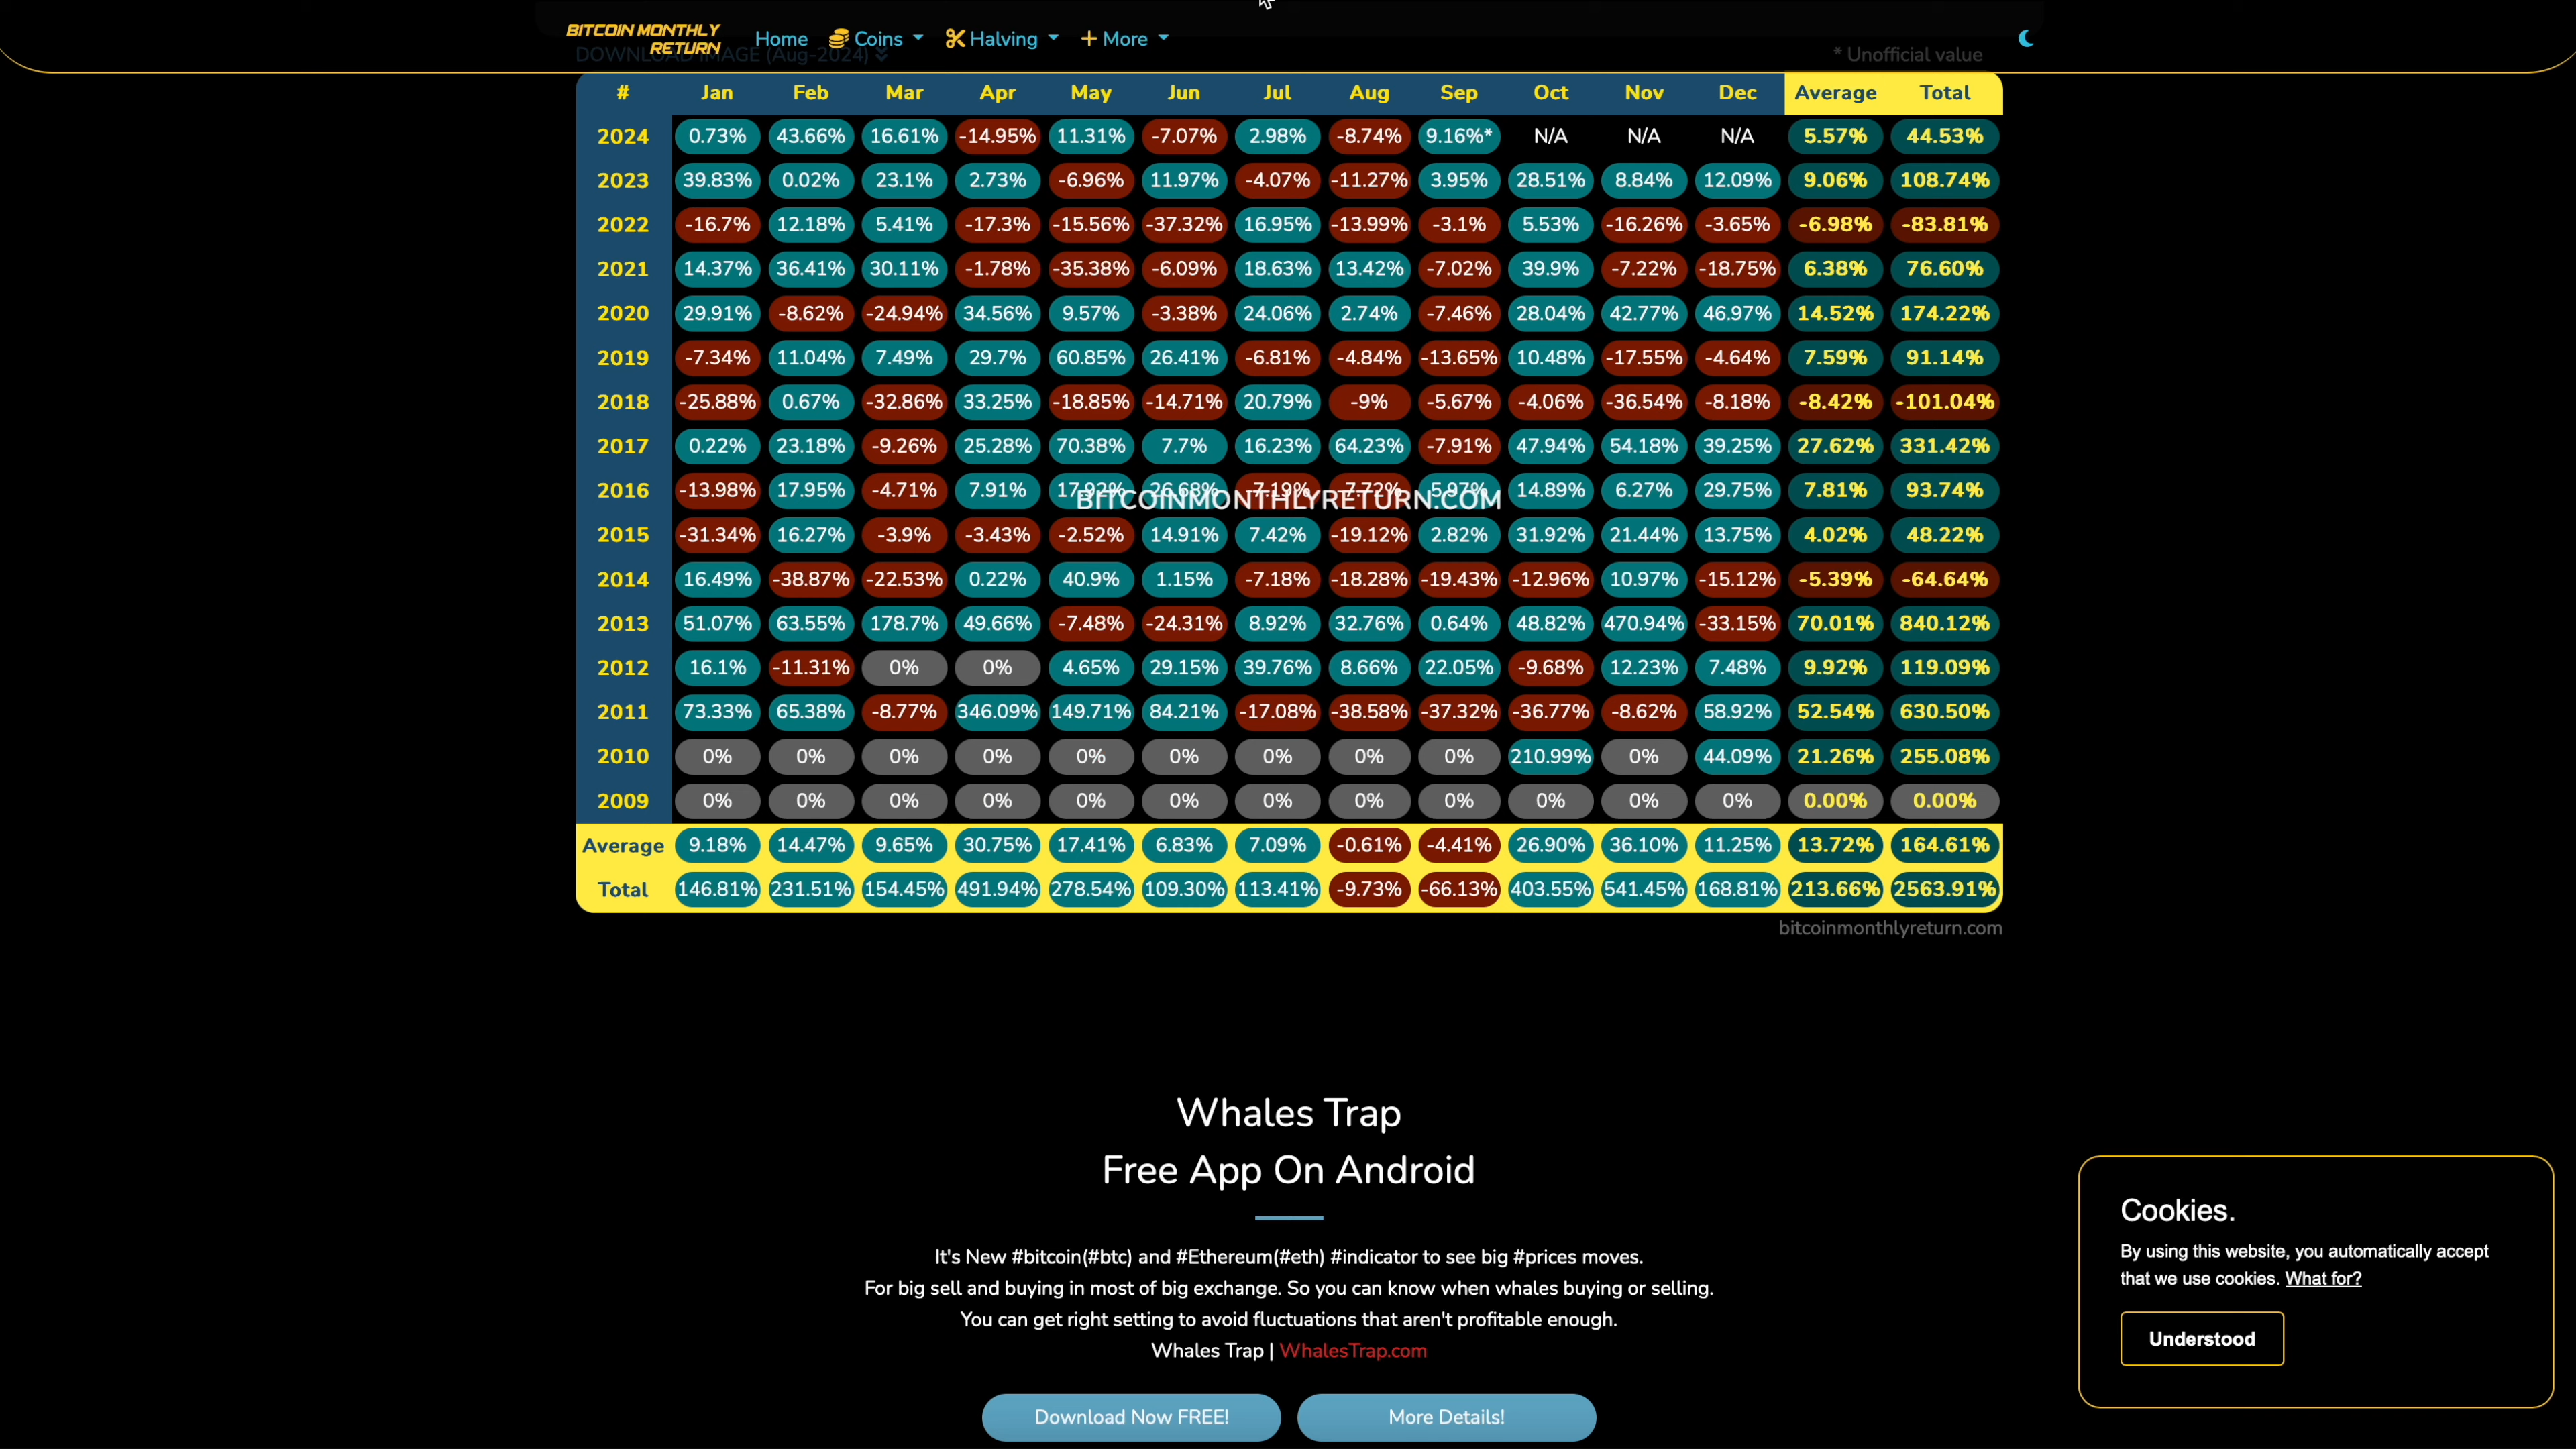 BITCOIN MONTHLY
RETURN
Home Coins Halving More
DOWNLOAD IMAGE (Aug-2024)
* Unofficial value
# Jan Feb Mar Apr May Jun Jul Aug Sep Oct Nov Dec Average Total
2024 0.73% 43.66% 16.61% -14.95% 11.31% -7.07% 2.98% -8.74% 9.16%* N/A N/A N/A 5.57% 44.53%
2023 39.83% 0.02% 23.1% 2.73% -6.96% 11.97% -4.07% -11.27% 3.95% 28.51% 8.84% 12.09% 9.06% 108.74%
2022 -16.7% 12.18% 5.41% -17.3% -15.56% -37.32% 16.95% -13.99% -3.1% 5.53% -16.26% -3.65% -6.98% -83.81%
2021 14.37% 36.41% 30.11% -1.78% -35.38% -6.09% 18.63% 13.42% -7.02% 39.9% -7.22% -18.75% 6.38% 76.60%
2020 29.91% -8.62% -24.94% 34.56% 9.57% -3.38% 24.06% 2.74% -7.46% 28.04% 42.77% 46.97% 14.52% 174.22%
2019 -7.34% 11.04% 7.49% 29.7% 60.85% 26.41% -6.81% -4.84% -13.65% 10.48% -17.55% -4.64% 7.59% 91.14%
2018 -25.88% 0.67% -32.86% 33.25% -18.85% -14.71% 20.79% -9% -5.67% -4.06% -36.54% -8.18% -8.42% -101.04%
2017 0.22% 23.18% -9.26% 25.28% 70.38% 7.7% 16.23% 64.23% -7.91% 47.94% 54.18% 39.25% 27.62% 331.42%
2016 -13.98% 17.95% -4.71% 7.91% 17.92% 26.68% -7.19% -7.72% 5.97% 14.89% 6.27% 29.75% 7.81% 93.74%
BITCOINMONTHLYRETURN.COM
2015 -31.34% 16.27% -3.9% -3.43% -2.52% 14.91% 7.42% -19.12% 2.82% 31.92% 21.44% 13.75% 4.02% 48.22%
2014 16.49% -38.87% -22.53% 0.22% 40.9% 1.15% -7.18% -18.28% -19.43% -12.96% 10.97% -15.12% -5.39% -64.64%
2013 51.07% 63.55% 178.7% 49.66% -7.48% -24.31% 8.92% 32.76% 0.64% 48.82% 470.94% -33.15% 70.01% 840.12%
2012 16.1% -11.31% 0% 0% 4.65% 29.15% 39.76% 8.66% 22.05% -9.68% 12.23% 7.48% 9.92% 119.09%
2011 73.33% 65.38% -8.77% 346.09% 149.71% 84.21% -17.08% -38.58% -37.32% -36.77% -8.62% 58.92% 52.54% 630.50%
2010 0% 0% 0% 0% 0% 0% 0% 0% 0% 210.99% 0% 44.09% 21.26% 255.08%
2009 0% 0% 0% 0% 0% 0% 0% 0% 0% 0% 0% 0% 0.00% 0.00%
Average 9.18% 14.47% 9.65% 30.75% 17.41% 6.83% 7.09% -0.61% -4.41% 26.90% 36.10% 11.25% 13.72% 164.61%
Total 146.81% 231.51% 154.45% 491.94% 278.54% 109.30% 113.41% -9.73% -66.13% 403.55% 541.45% 168.81% 213.66% 2563.91%
bitcoinmonthlyreturn.com
Whales Trap
Free App On Android
It's New #bitcoin(#btc) and #Ethereum(#eth) #indicator to see big #prices moves.
For big sell and buying in most of big exchange. So you can know when whales buying or selling.
You can get right setting to avoid fluctuations that aren't profitable enough.
Whales Trap | WhalesTrap.com
Download Now FREE! More Details!
Cookies.
By using this website, you automatically accept
that we use cookies. What for?
Understood